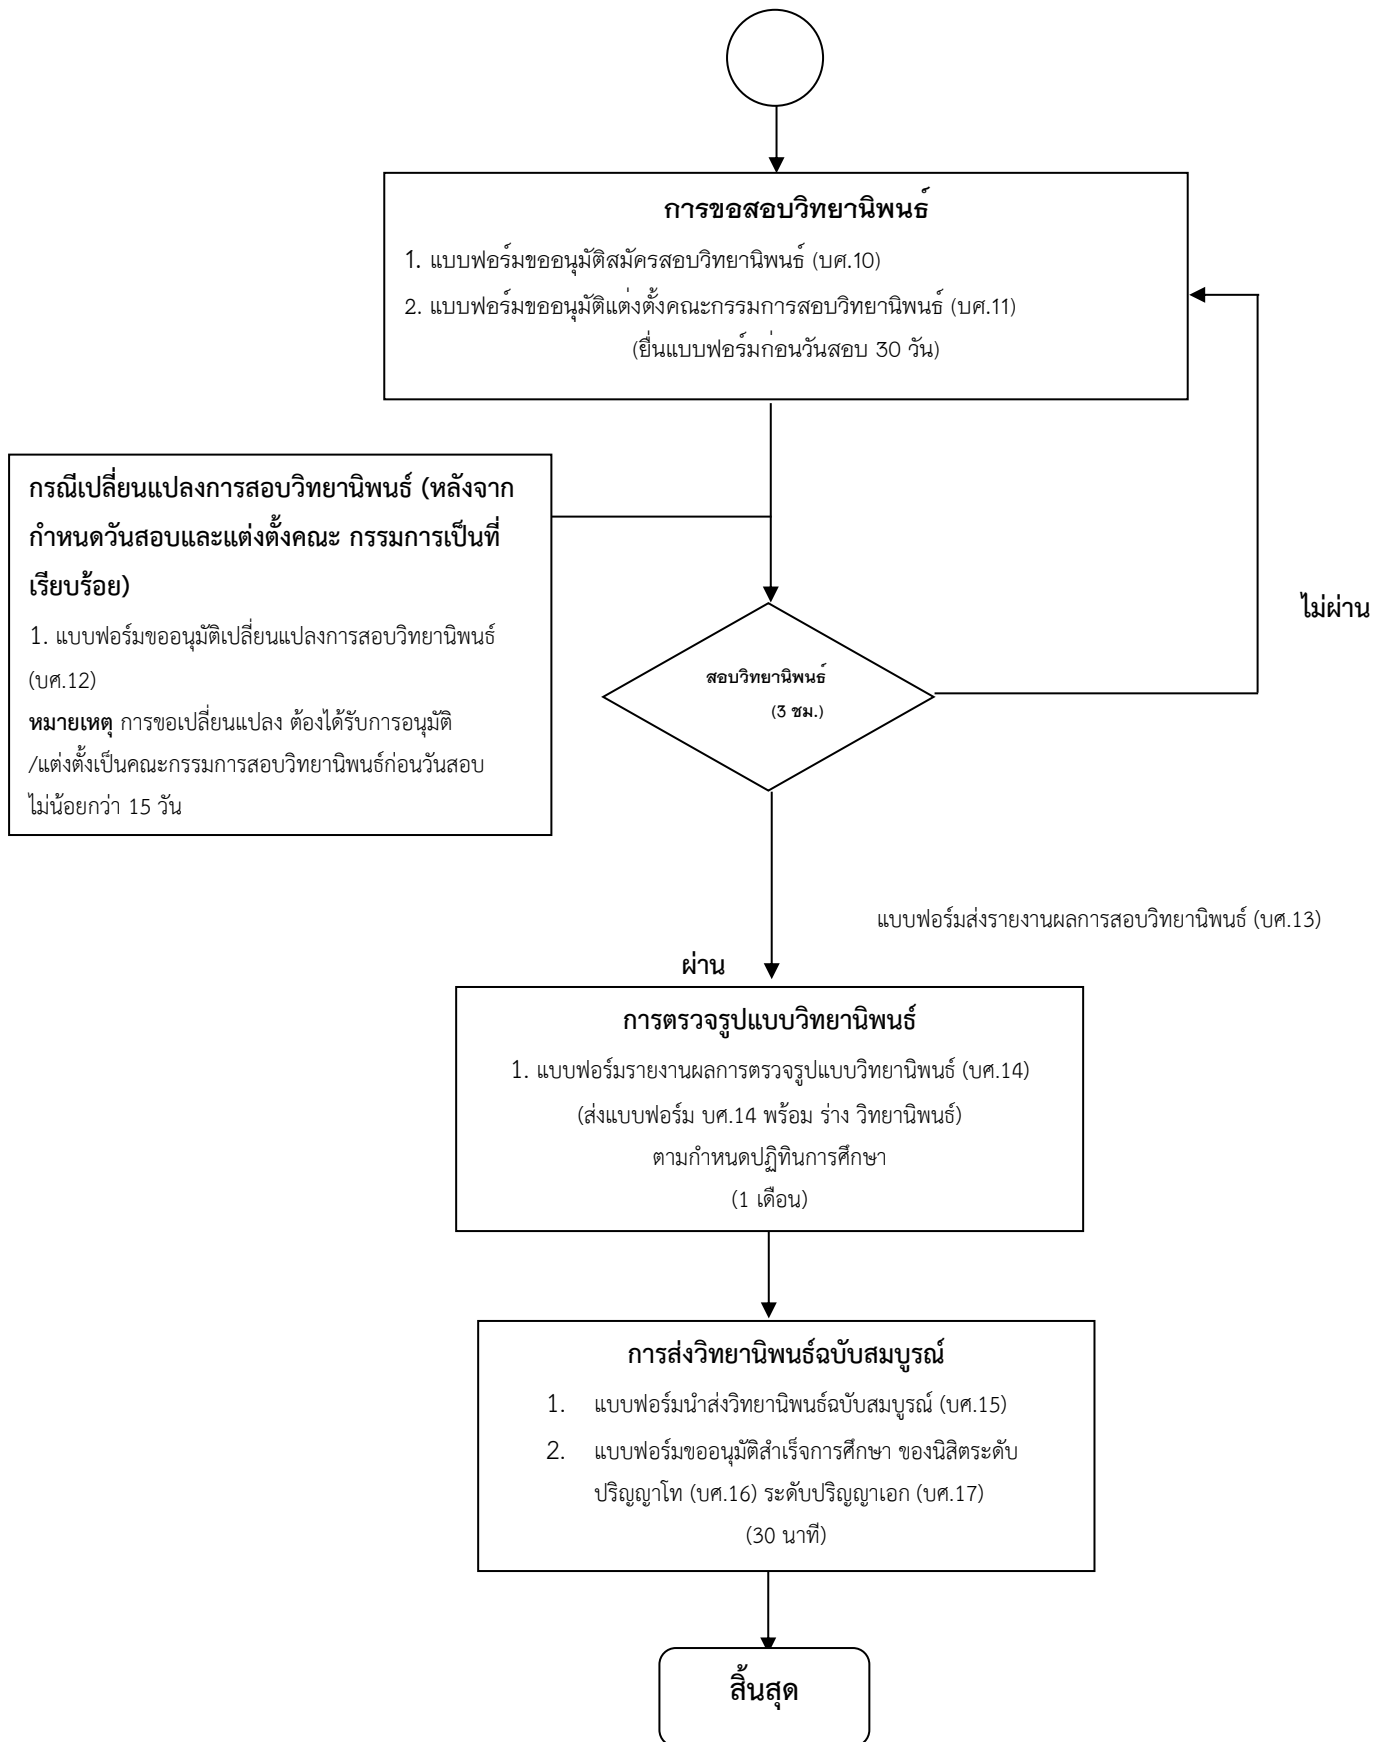 การขอสอบวิทยานิพนธ์
1. แบบฟอร์มขออนุมัติสมัครสอบวิทยานิพนธ์ (บศ.10)
2. แบบฟอร์มขออนุมัติแต่งตั้งคณะกรรมการสอบวิทยานิพนธ์ (บศ.11)
(ยื่นแบบฟอร์มก่อนวันสอบ 30 วัน)
กรณีเปลี่ยนแปลงการสอบวิทยานิพนธ์ (หลังจาก
กำหนดวันสอบและแต่งตั้งคณะ กรรมการเป็นที่
เรียบร้อย)
1. แบบฟอร์มขออนุมัติเปลี่ยนแปลงการสอบวิทยานิพนธ์
(บศ.12)
หมายเหตุ การขอเปลี่ยนแปลง ต้องได้รับการอนุมัติ
/แต่งตั้งเป็นคณะกรรมการสอบวิทยานิพนธ์ก่อนวันสอบ
ไม่น้อยกว่า 15 วัน
ไม่ผ่าน
สอบวิทยานิพนธ์
(3 ชม.)
แบบฟอร์มส่งรายงานผลการสอบวิทยานิพนธ์ (บศ.13)
ผ่าน
การตรวจรูปแบบวิทยานิพนธ์
1. แบบฟอร์มรายงานผลการตรวจรูปแบบวิทยานิพนธ์ (บศ.14)
(ส่งแบบฟอร์ม บศ.14 พร้อม ร่าง วิทยานิพนธ์)
ตามกำหนดปฏิทินการศึกษา
(1 เดือน)
การส่งวิทยานิพนธ์ฉบับสมบูรณ์
1. แบบฟอร์มนำส่งวิทยานิพนธ์ฉบับสมบูรณ์ (บศ.15)
2. แบบฟอร์มขออนุมัติสำเร็จการศึกษา ของนิสิตระดับ
ปริญญาโท (บศ.16) ระดับปริญญาเอก (บศ.17)
(30 นาที)
สิ้นสุด